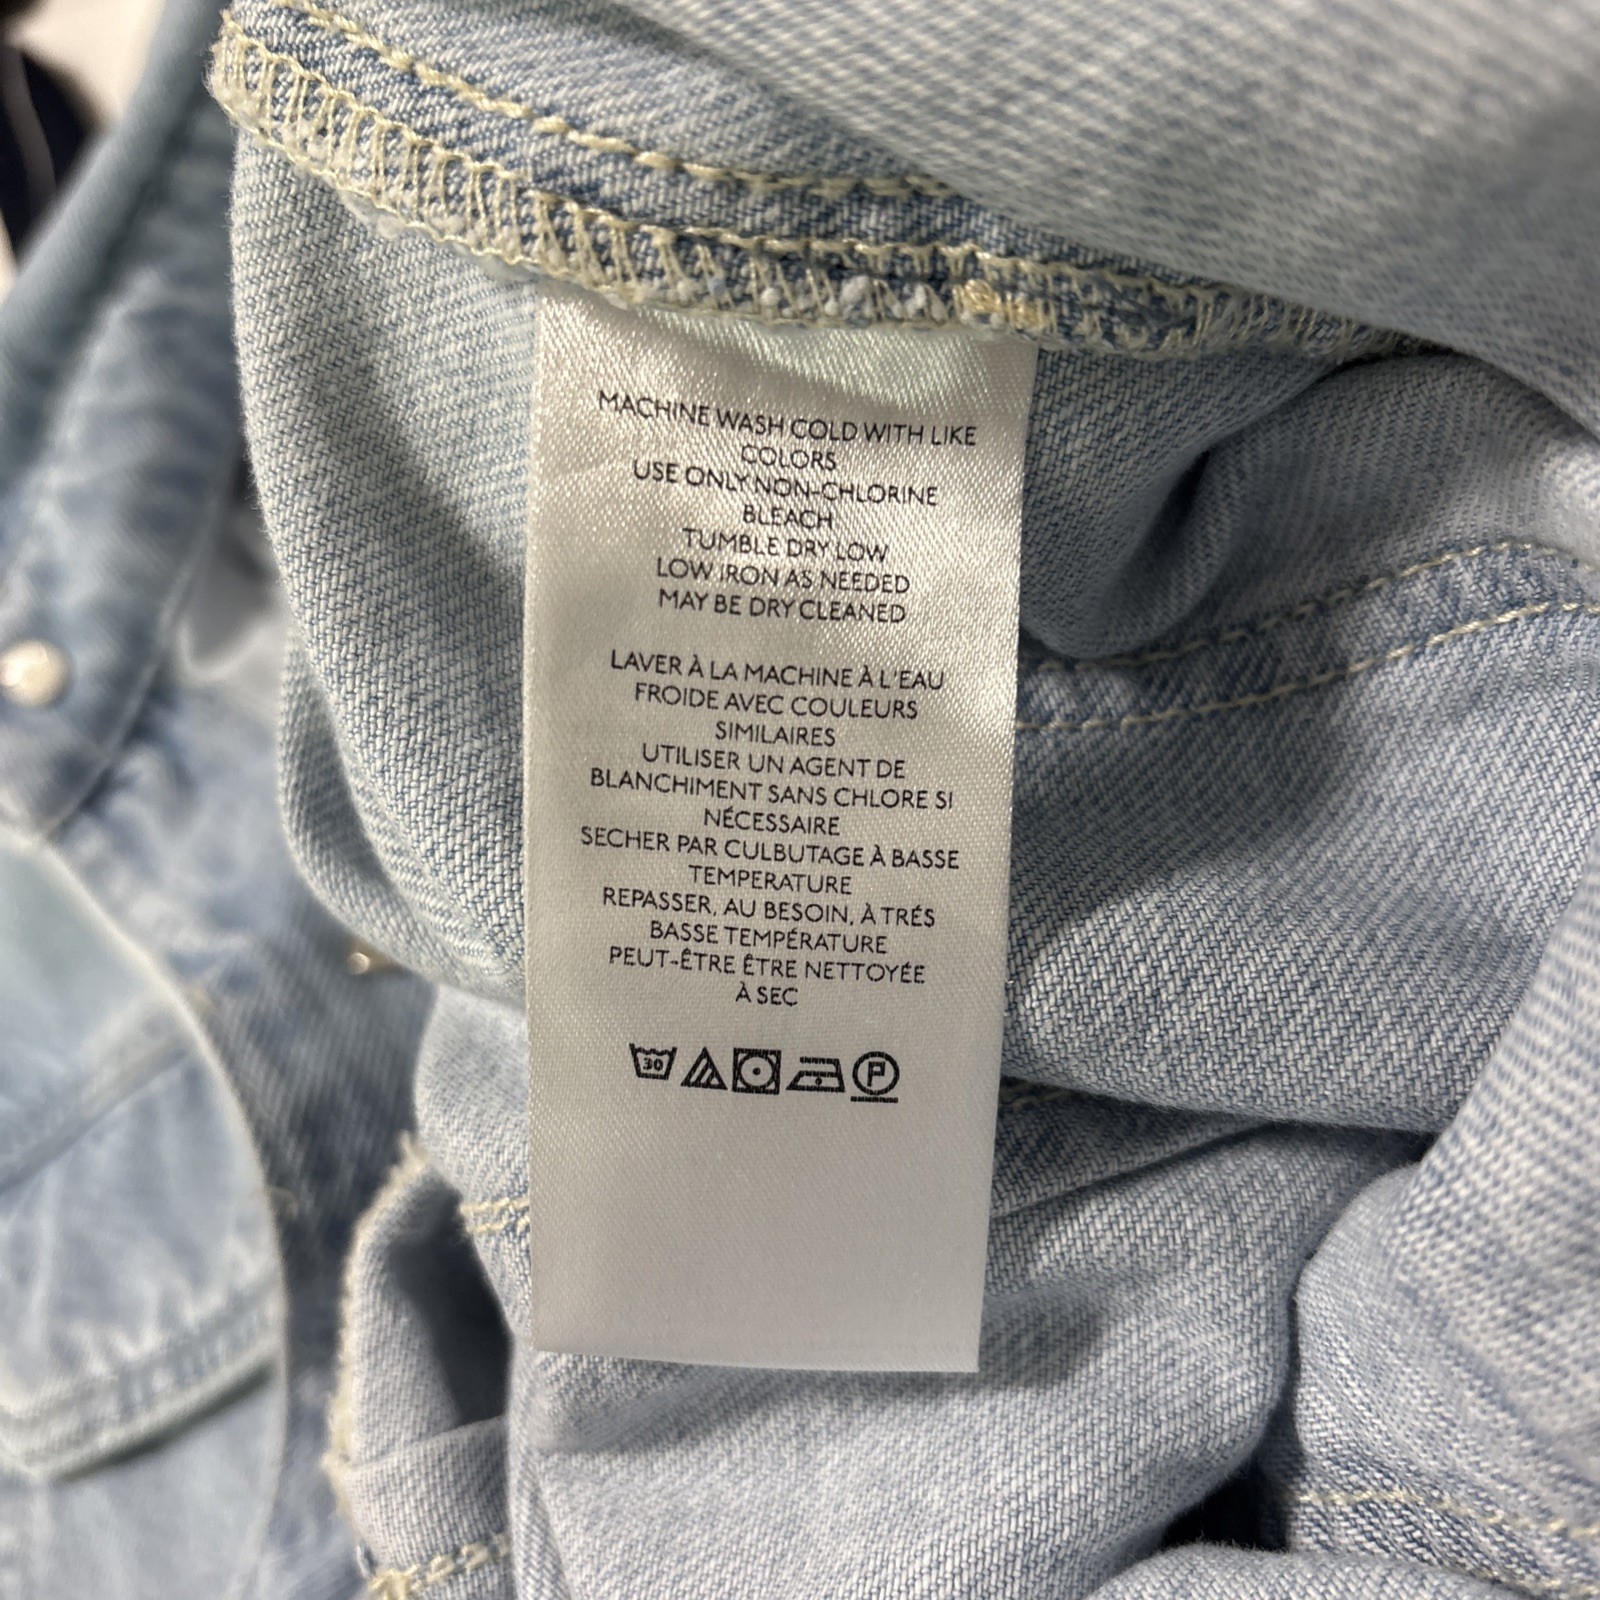 MACHINE WASH COLD WITH LIKE
COLORS
USE ONLY NON-CHLORINE
BLEACH
TUMBLE DRY LOW
LOW IRON AS NEEDED
MAY BE DRY CLEANED
LAVER À LA MACHINE À L'EAU
FROIDE AVEC COULEURS
SIMILAIRES
UTILISER UN AGENT DE
BLANCHIMENT SANS CHLORE SI
NÉCESSAIRE
SECHER PAR CULBUTAGE À BASSE
TEMPERATURE
REPASSER, AU BESOIN, À TRÉS
BASSE TEMPÉRATURE
PEUT-ÊTRE ÊTRE NETTOYÉE
À SEC
30 P